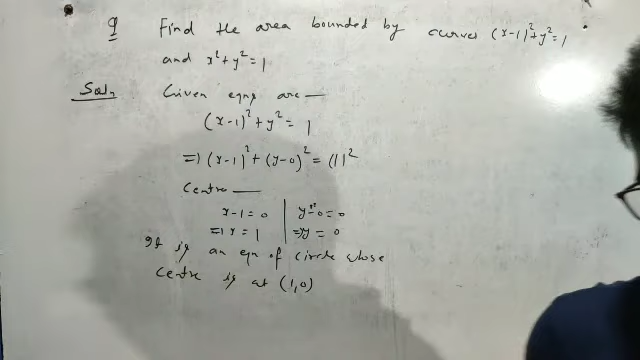 Q Find the area bounded by curves (x-1)²+y²=1
and x²+y²=1
Soln Given eqns are —
(x-1)²+y²= 1
=) (x-1)²+(y-0)²= (1)²
Centre —
x-1=0 | y-0=0
=) x = 1 | =) y = 0
It is an eqn of circle whose
Centre is at (1,0)